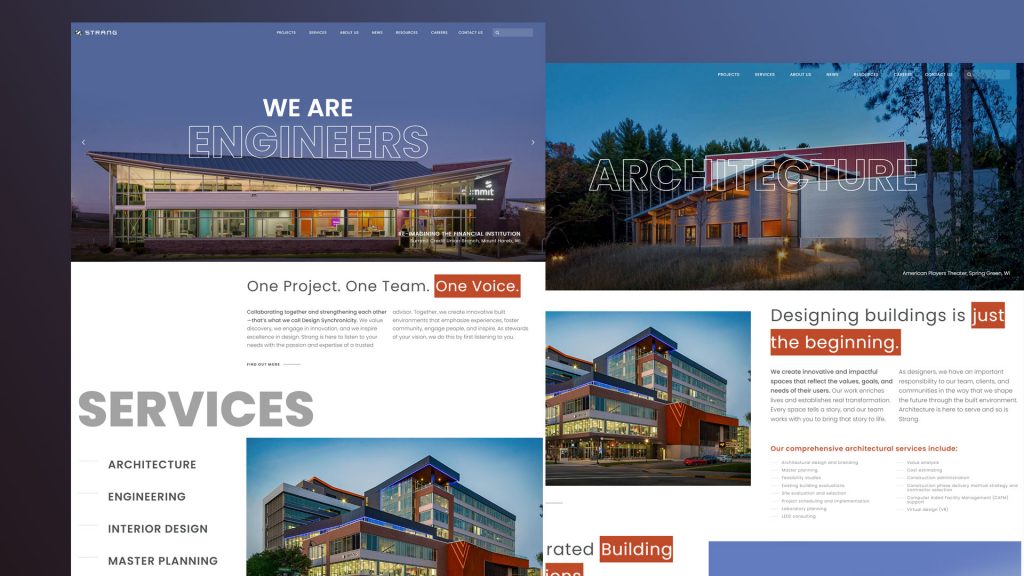 STRANG
PROJECTS SERVICES ABOUT US NEWS RESOURCES CAREERS CONTACT US
WE ARE
ENGINEERS
summit
RE-IMAGINING THE FINANCIAL INSTITUTION
Summit Credit Union Branch, Mount Horeb, WI
One Project. One Team. One Voice.
Collaborating together and strengthening each other
—that's what we call Design Synchronicity. We value
discovery, we engage in innovation, and we inspire
excellence in design. Strang is here to listen to your
needs with the passion and expertise of a trusted
advisor. Together, we create innovative built
environments that emphasize experiences, foster
community, engage people, and inspire. As stewards
of your vision, we do this by first listening to you.
FIND OUT MORE
SERVICES
ARCHITECTURE
ENGINEERING
INTERIOR DESIGN
MASTER PLANNING
PROJECTS SERVICES ABOUT US NEWS RESOURCES CAREERS CONTACT US
ARCHITECTURE
American Players Theater, Spring Green, WI
Designing buildings is just
the beginning.
We create innovative and impactful
spaces that reflect the values, goals, and
needs of their users. Our work enriches
lives and establishes real transformation.
Every space tells a story, and our team
works with you to bring that story to life.
As designers, we have an important
responsibility to our team, clients, and
communities in the way that we shape
the future through the built environment.
Architecture is here to serve and so is
Strang.
Our comprehensive architectural services include:
Architectural design and branding
Master planning
Feasibility studies
Existing building evaluations
Site evaluation and selection
Project scheduling and implementation
Laboratory planning
LEED consulting
Value analysis
Cost estimating
Construction administration
Construction phase delivery method strategy and
contractor selection
Computer Aided Facility Management (CAFM)
support
Virtual design (VR)
rated Building
ions.